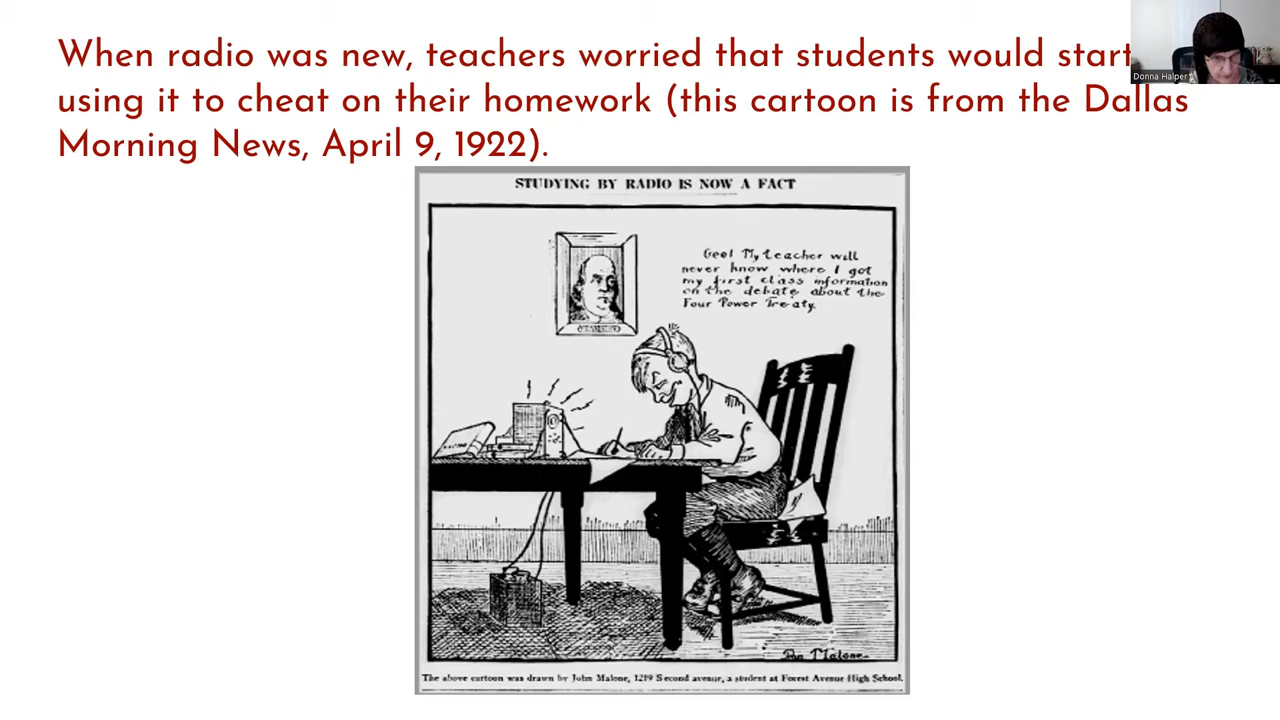 When radio was new, teachers worried that students would start
using it to cheat on their homework (this cartoon is from the Dallas
Morning News, April 9, 1922).
Donna Halper
STUDYING BY RADIO IS NOW A FACT
Gee! My teacher will
never know where I got
my first class information
on the debate about the
Four Power Treaty.
Malone
The above cartoon was drawn by John Malone, 1219 Second avenue, a student at Forest Avenue High School.